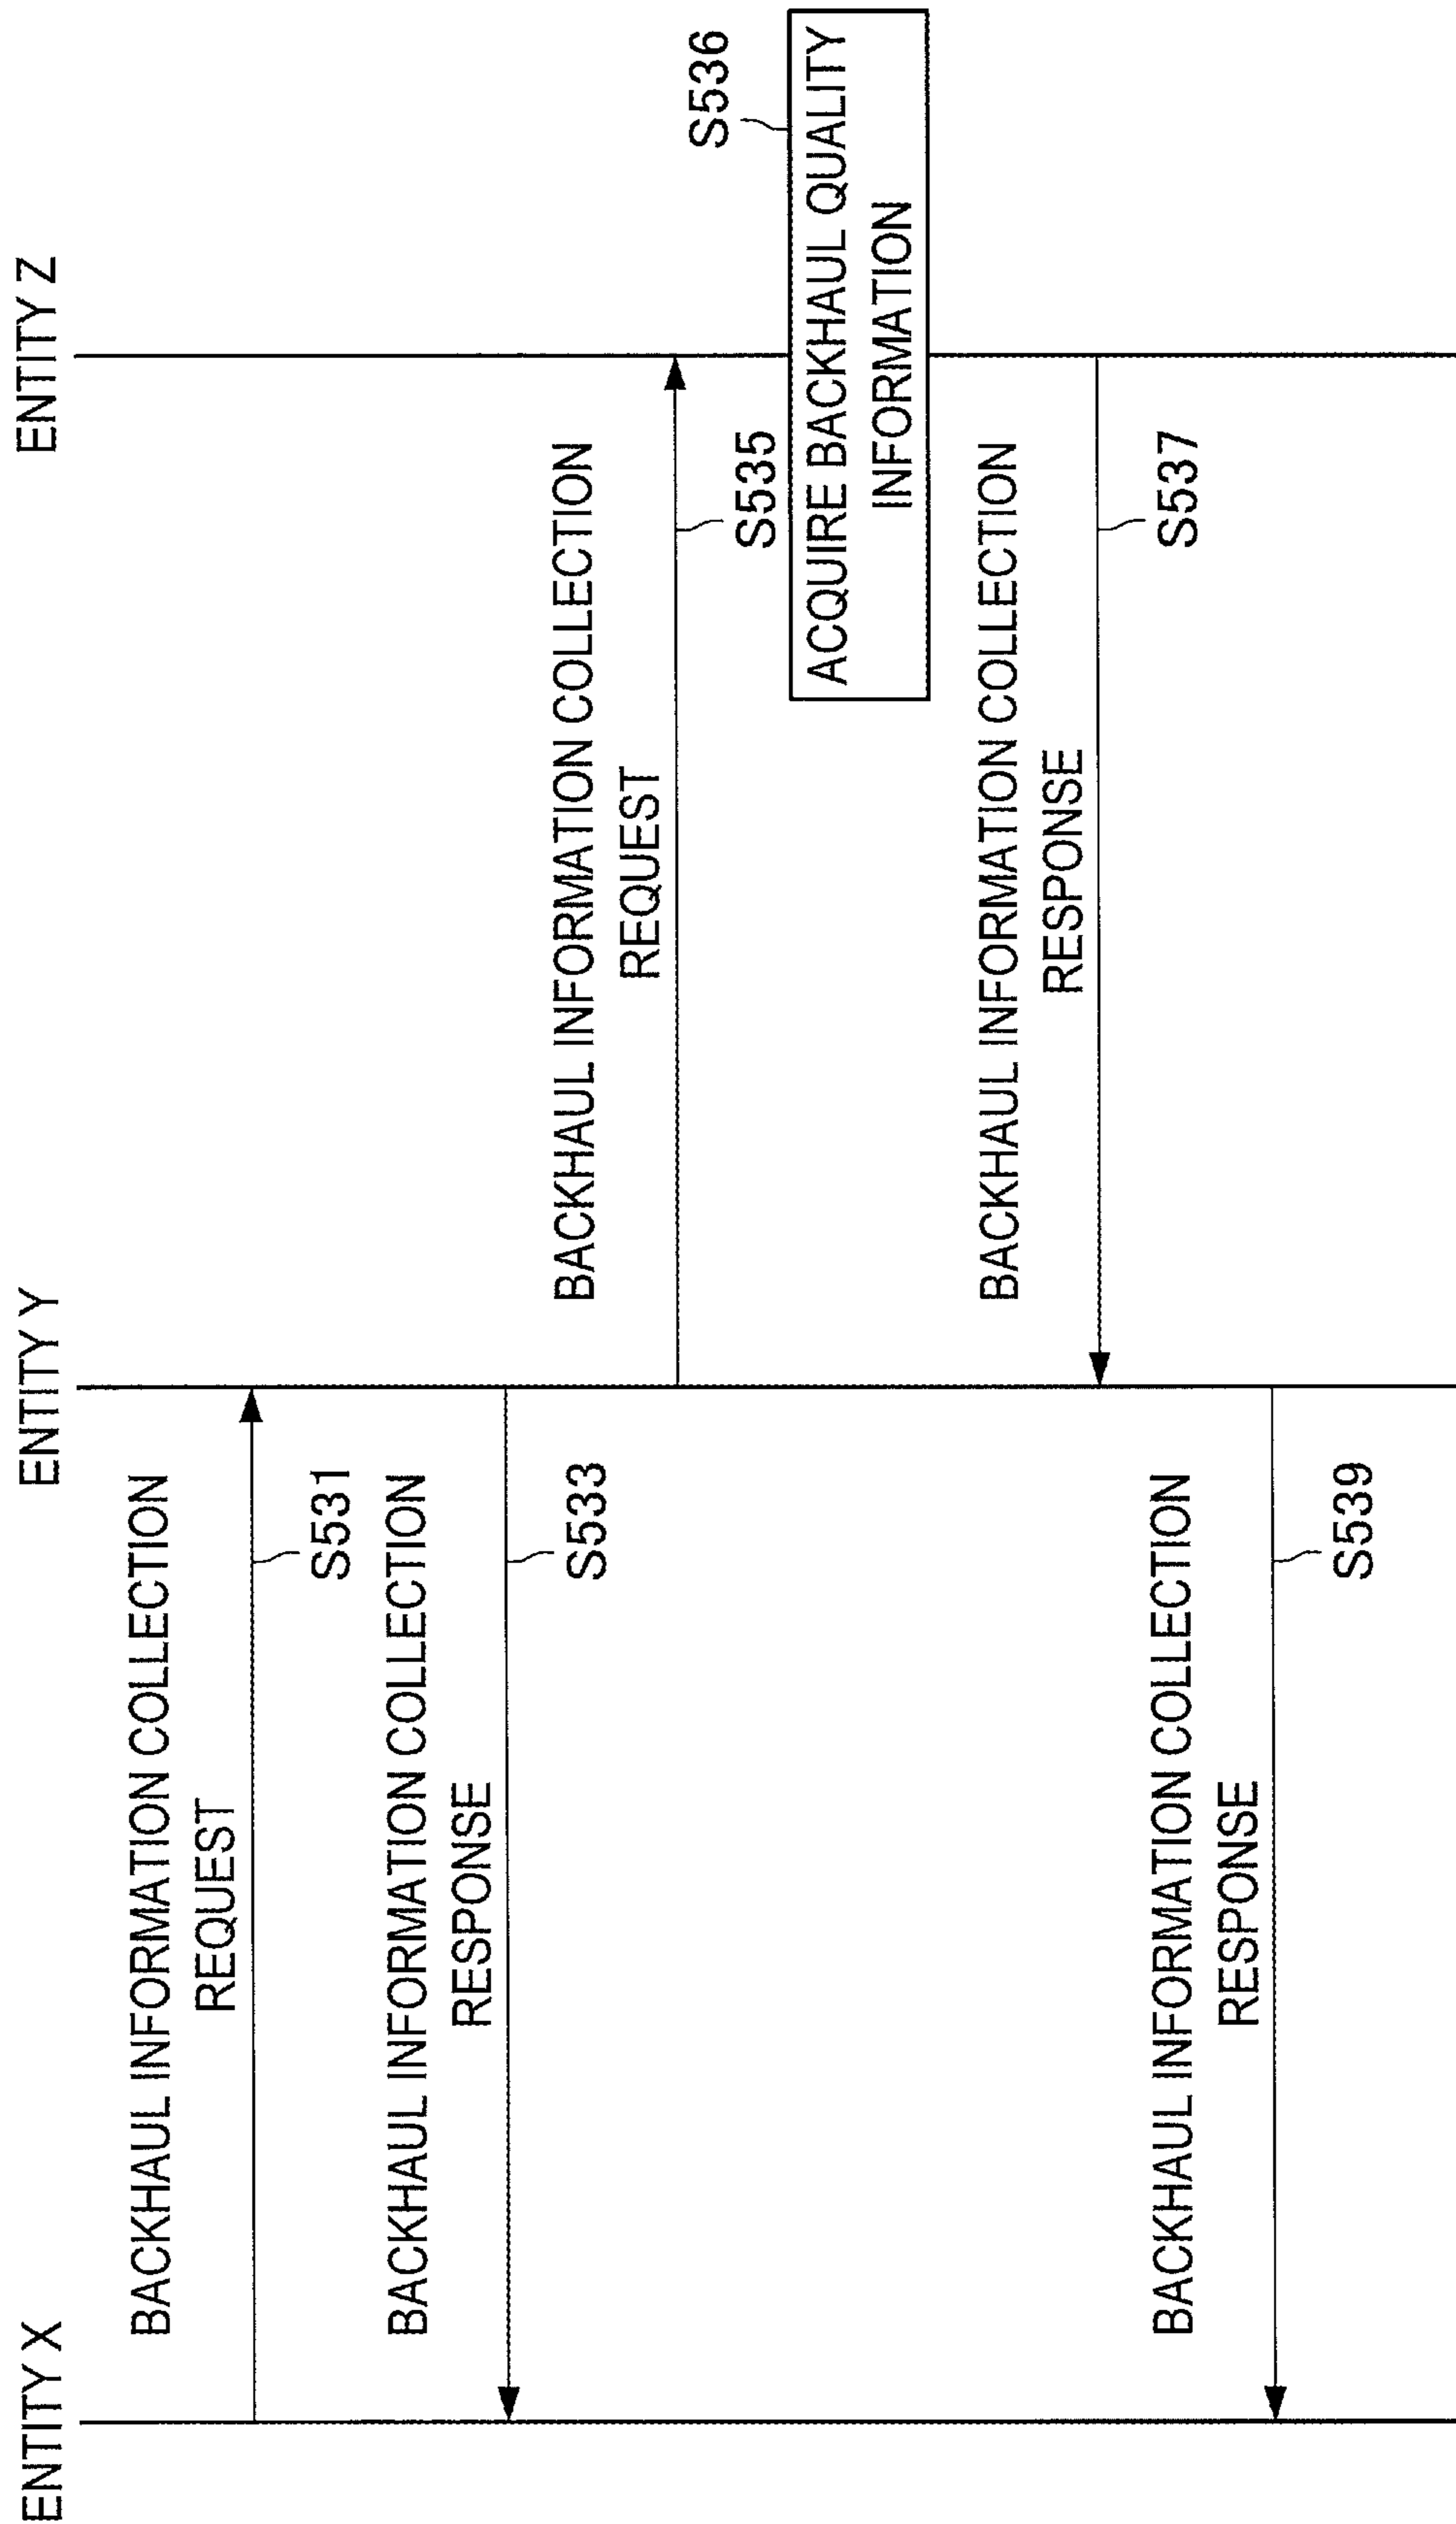 ENTITY X
ENTITY Y
ENTITY Z
BACKHAUL INFORMATION COLLECTION
REQUEST
S531
BACKHAUL INFORMATION COLLECTION
RESPONSE
S533
BACKHAUL INFORMATION COLLECTION
REQUEST
S535
S536
ACQUIRE BACKHAUL QUALITY
INFORMATION
BACKHAUL INFORMATION COLLECTION
RESPONSE
S537
BACKHAUL INFORMATION COLLECTION
RESPONSE
S539